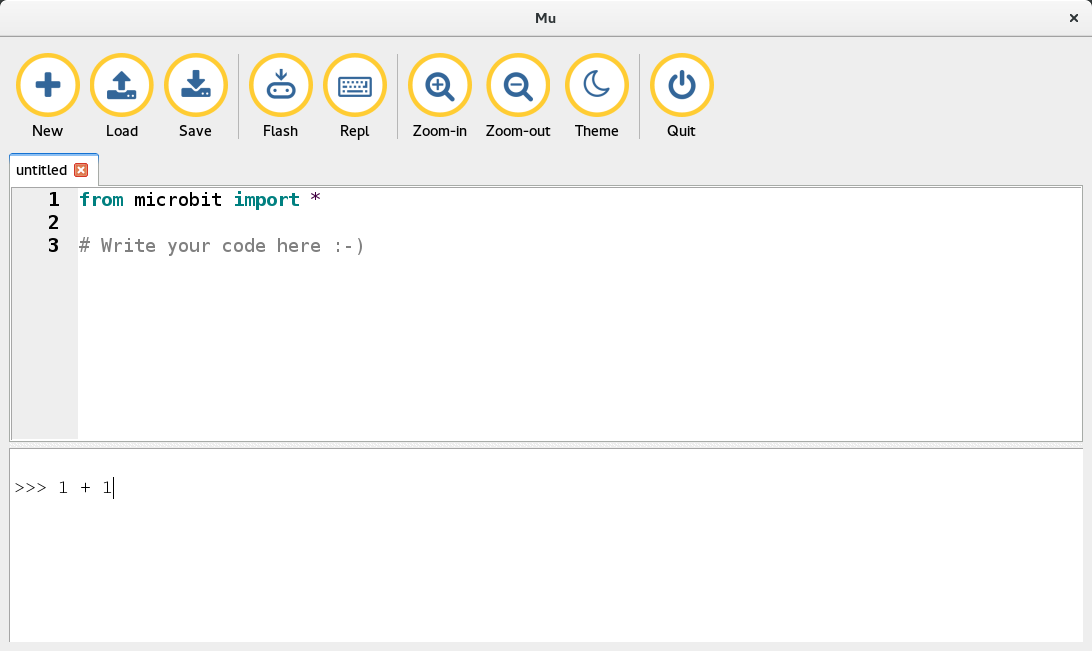 Mu
New Load Save Flash Repl Zoom-in Zoom-out Theme Quit
untitled
1 from microbit import *
2
3 # Write your code here :-)
>>> 1 + 1